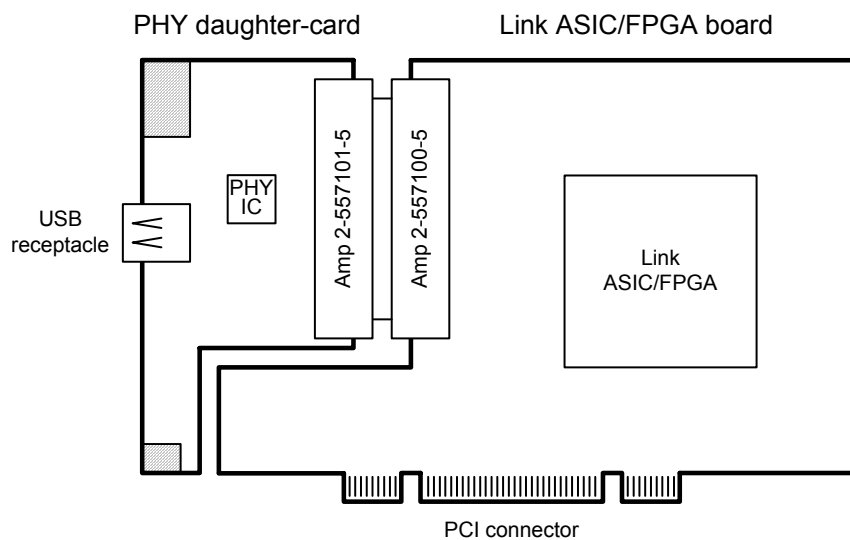 PHY daughter-card
Link ASIC/FPGA board
Amp 2-557101-5
Amp 2-557100-5
PHY
IC
USB
receptacle
Link
ASIC/FPGA
PCI connector